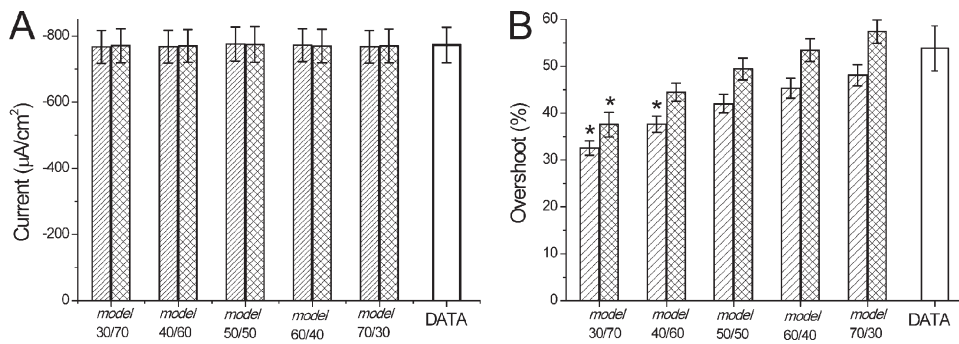 A
Current (µA/cm²)
-800
-600
-400
-200
0
model model model model model DATA
30/70 40/60 50/50 60/40 70/30
B
Overshoot (%)
60
50
40
30
20
10
0
* * *
model model model model model DATA
30/70 40/60 50/50 60/40 70/30